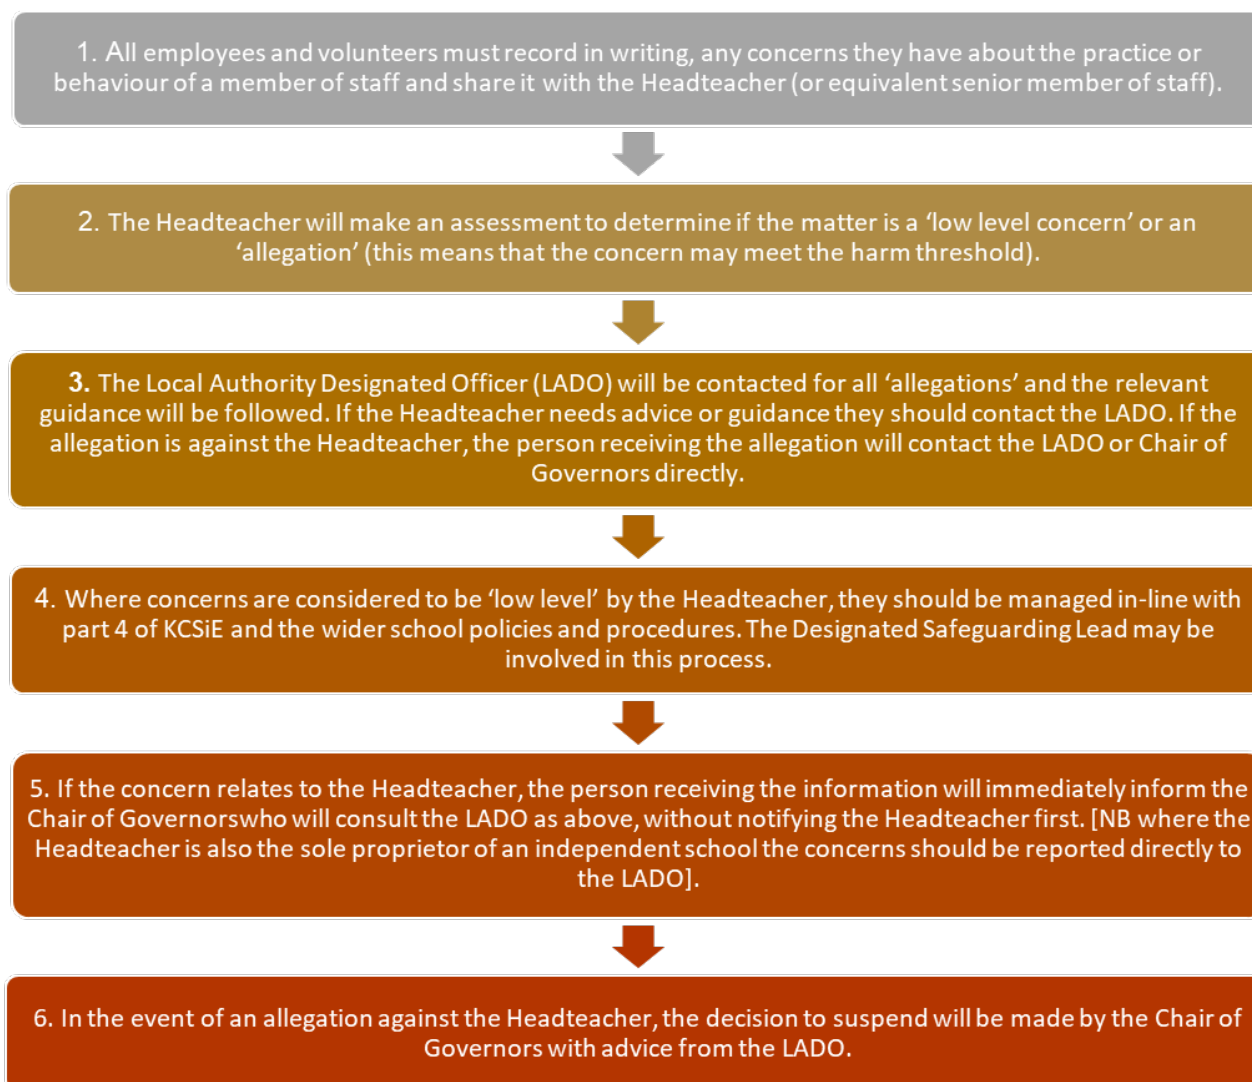 1. All employees and volunteers must record in writing, any concerns they have about the practice or
behaviour of a member of staff and share it with the Headteacher (or equivalent senior member of staff).
2. The Headteacher will make an assessment to determine if the matter is a ‘low level concern’ or an
‘allegation’ (this means that the concern may meet the harm threshold).
3. The Local Authority Designated Officer (LADO) will be contacted for all ‘allegations’ and the relevant
guidance will be followed. If the Headteacher needs advice or guidance they should contact the LADO. If the
allegation is against the Headteacher, the person receiving the allegation will contact the LADO or Chair of
Governors directly.
4. Where concerns are considered to be ‘low level’ by the Headteacher, they should be managed in-line with
part 4 of KCSiE and the wider school policies and procedures. The Designated Safeguarding Lead may be
involved in this process.
5. If the concern relates to the Headteacher, the person receiving the information will immediately inform the
Chair of Governorswho will consult the LADO as above, without notifying the Headteacher first. [NB where the
Headteacher is also the sole proprietor of an independent school the concerns should be reported directly to
the LADO].
6. In the event of an allegation against the Headteacher, the decision to suspend will be made by the Chair of
Governors with advice from the LADO.